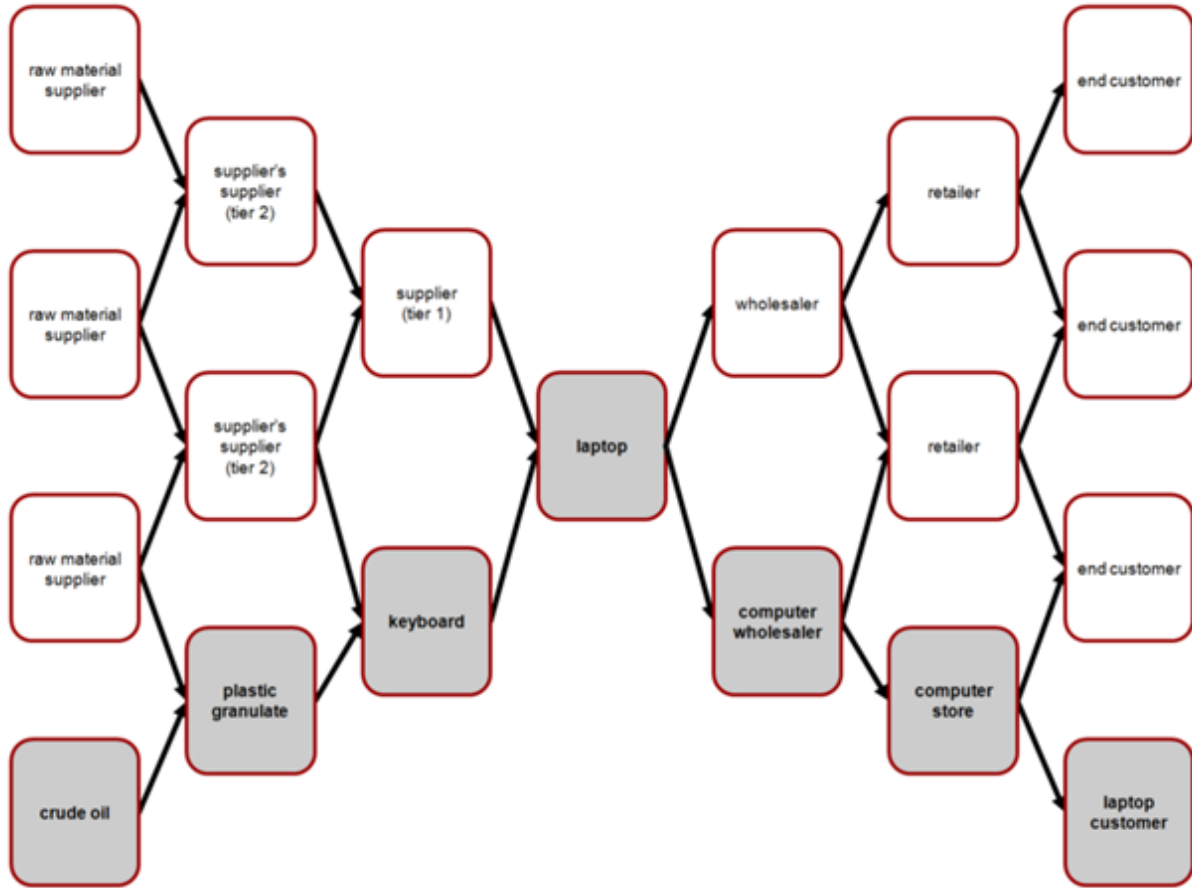 raw material
supplier
raw material
supplier
raw material
supplier
crude oil
supplier's
supplier
(tier 2)
supplier's
supplier
(tier 2)
plastic
granulate
supplier
(tier 1)
keyboard
laptop
wholesaler
computer
wholesaler
retailer
retailer
computer
store
end customer
end customer
end customer
laptop
customer